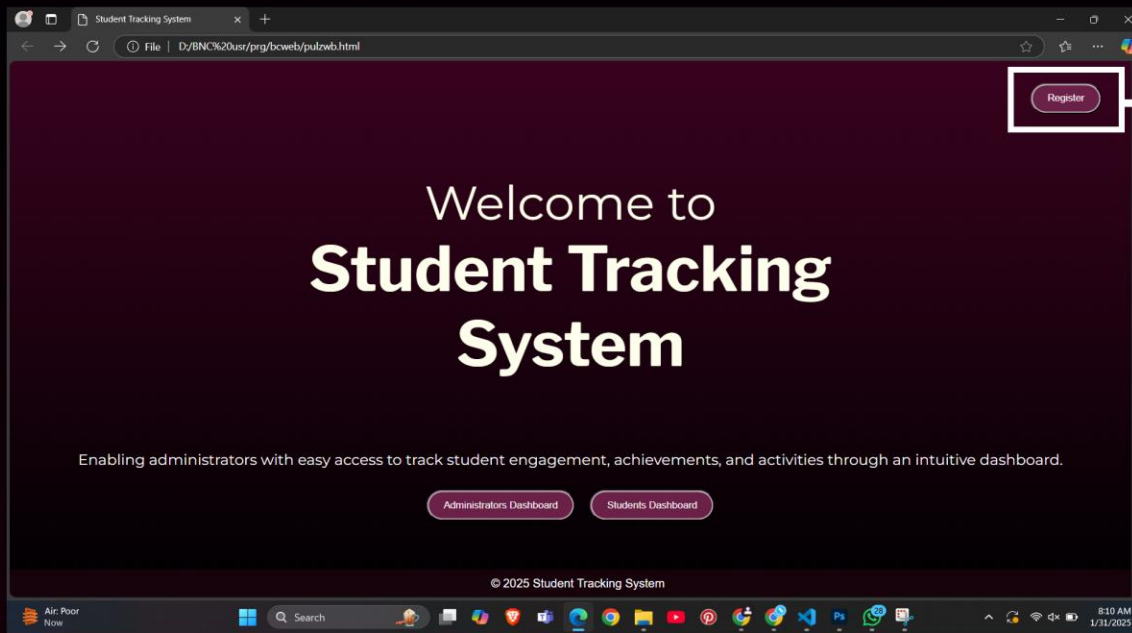 Student Tracking System
File
D:/BNC%20usr/prg/bcweb/pulzwb.html
Register
Welcome to
Student Tracking
System
Enabling administrators with easy access to track student engagement, achievements, and activities through an intuitive dashboard.
Administrators Dashboard
Students Dashboard
© 2025 Student Tracking System
Air: Poor
Now
Search
Ps
28
8:10 AM
1/31/2025